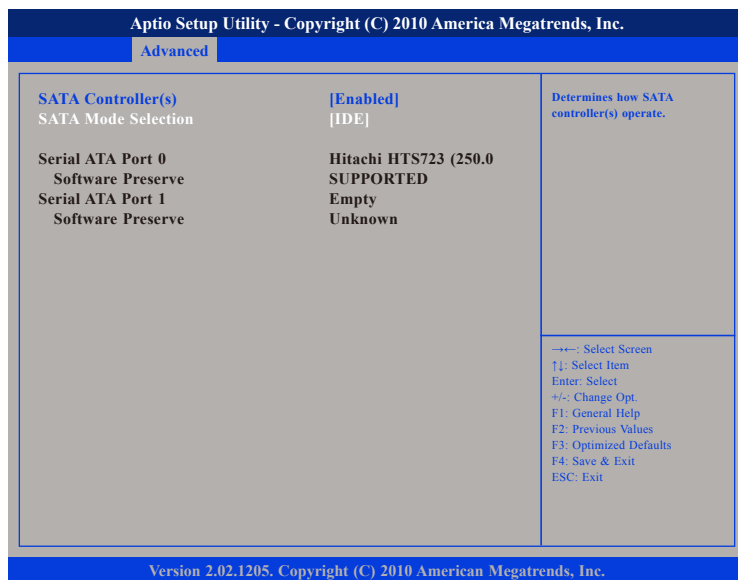 Aptio Setup Utility - Copyright (C) 2010 America Megatrends, Inc.
Advanced
SATA Controller(s) [Enabled]
SATA Mode Selection [IDE]
Serial ATA Port 0 Hitachi HTS723 (250.0
Software Preserve SUPPORTED
Serial ATA Port 1 Empty
Software Preserve Unknown
Determines how SATA
controller(s) operate.
→←: Select Screen
↑↓: Select Item
Enter: Select
+/-: Change Opt.
F1: General Help
F2: Previous Values
F3: Optimized Defaults
F4: Save & Exit
ESC: Exit
Version 2.02.1205. Copyright (C) 2010 American Megatrends, Inc.